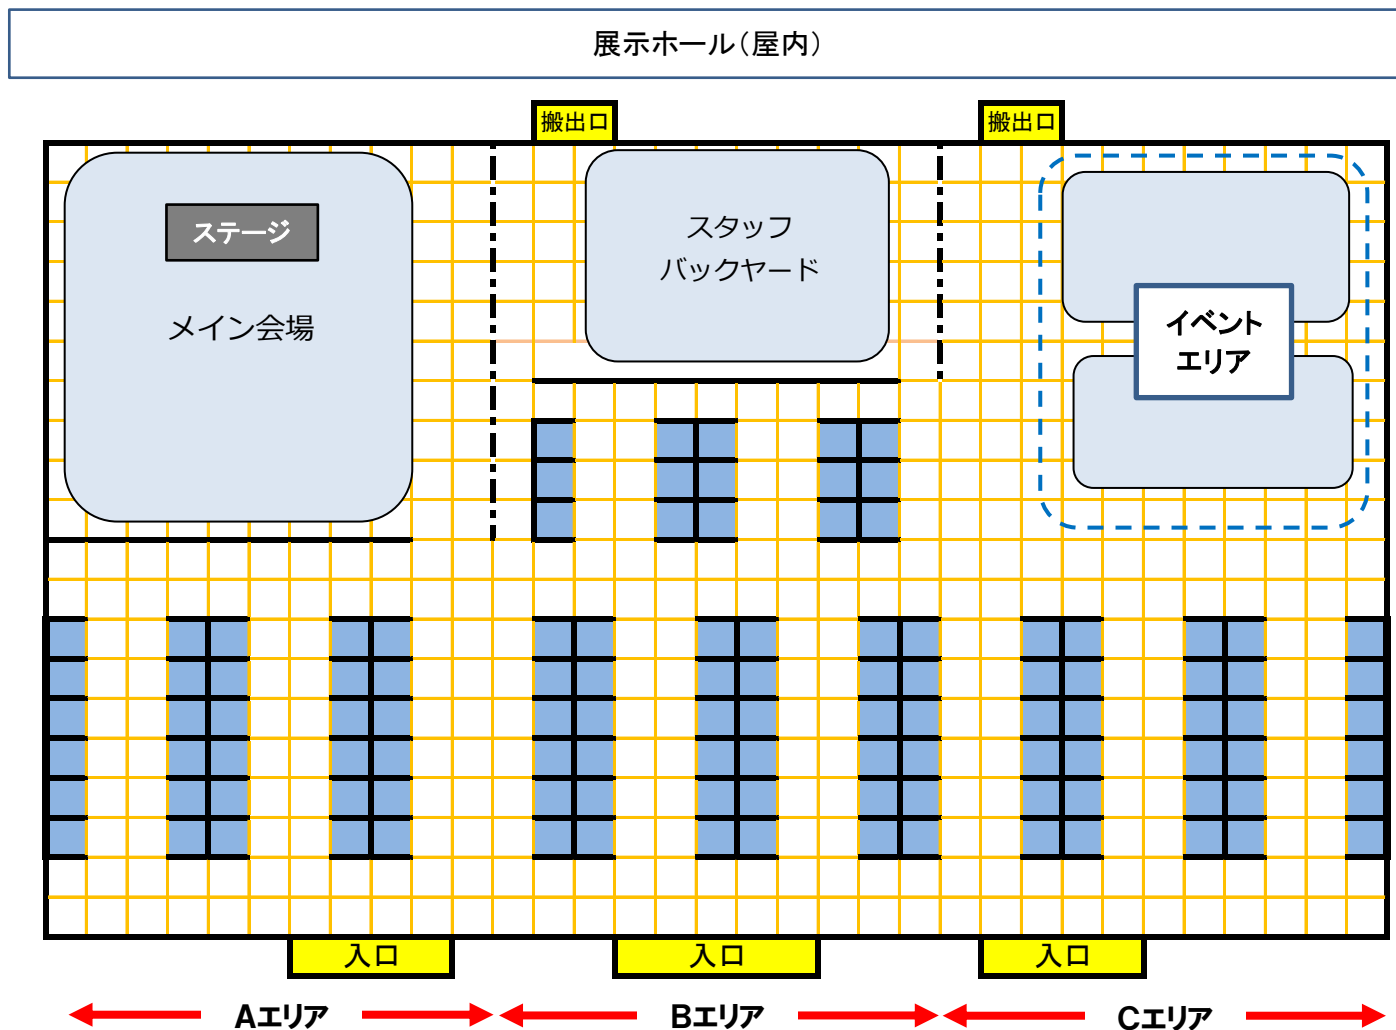 展示ホール（屋内）
搬出口
搬出口
ステージ
メイン会場
スタッフ
バックヤード
イベント
エリア
入口
入口
入口
Aエリア
Bエリア
Cエリア